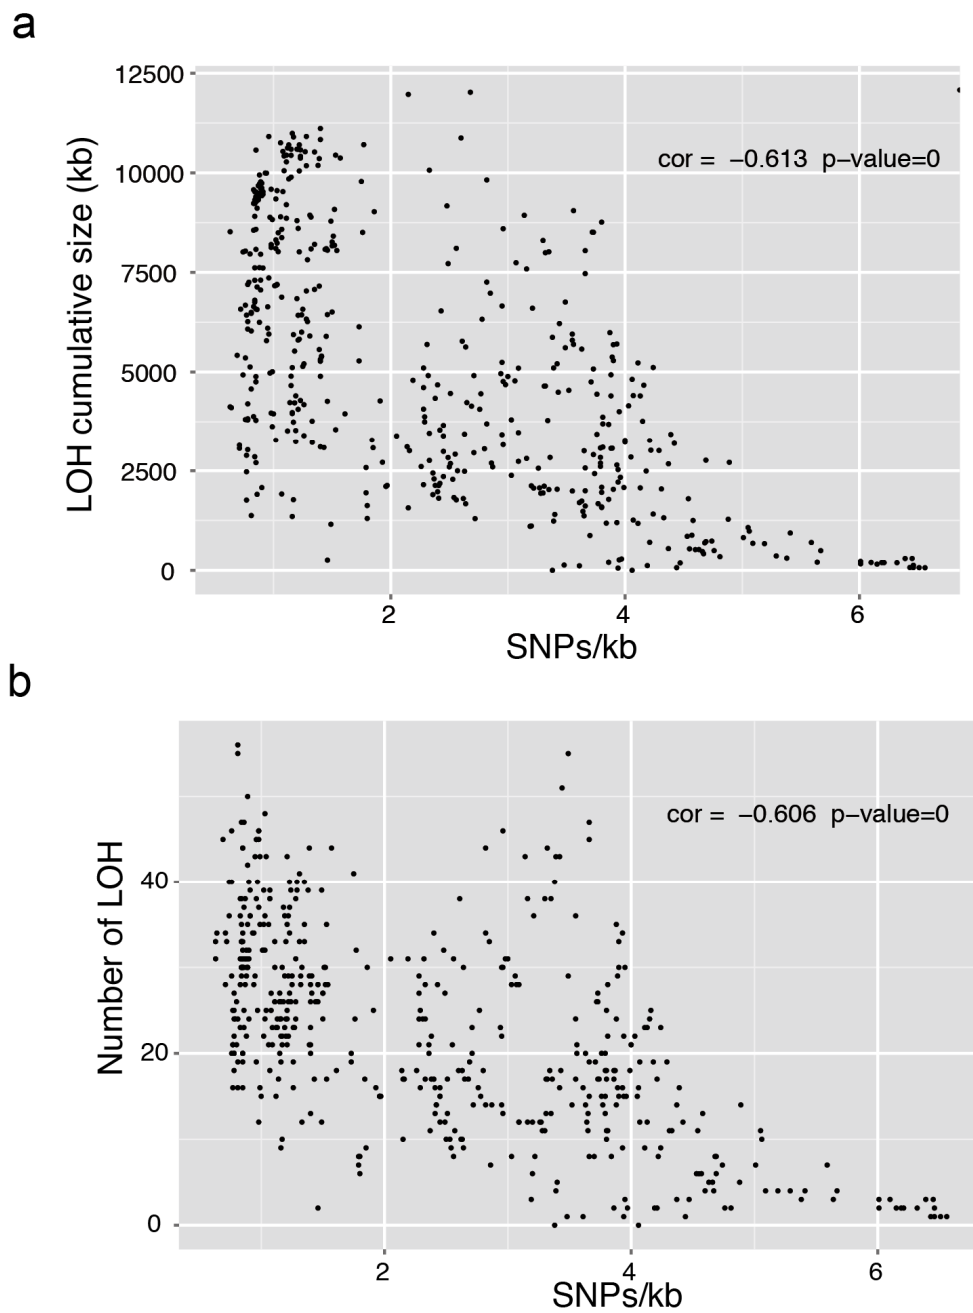 a
12500
10000
7500
5000
2500
0
LOH cumulative size (kb)
cor = −0.613 p−value=0
2 4 6
SNPs/kb
b
40
20
0
Number of LOH
cor = −0.606 p−value=0
2 4 6
SNPs/kb